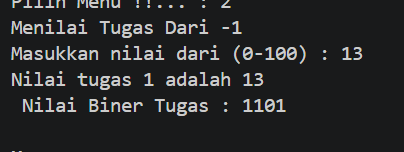 Pilih Menu !!... : 2
Menilai Tugas Dari -1
Masukkan nilai dari (0-100) : 13
Nilai tugas 1 adalah 13
Nilai Biner Tugas : 1101